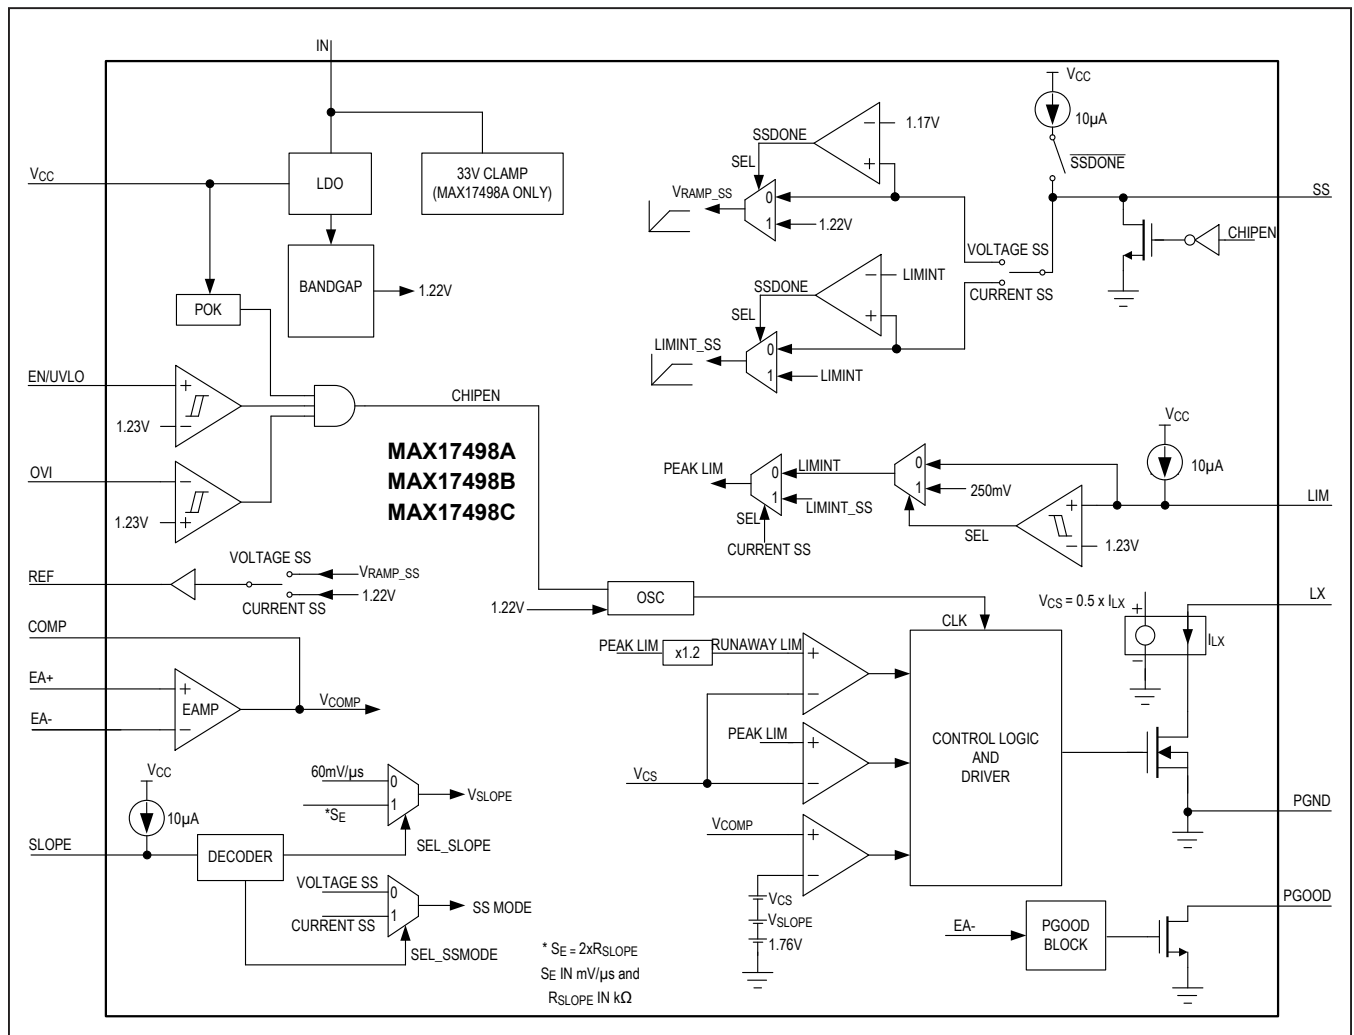 IN
VCC
LDO
33V CLAMP
(MAX17498A ONLY)
BANDGAP
1.22V
POK
EN/UVLO
+
1.23V
−
CHIPEN
OVI
−
1.23V
+
MAX17498A
MAX17498B
MAX17498C
REF
VOLTAGE SS
VRAMP_SS
1.22V
CURRENT SS
COMP
EA+
+
EAMP
VCOMP
EA-
−
VCC
10µA
SLOPE
DECODER
60mV/µs
0
*SE
1
VSLOPE
SEL_SLOPE
VOLTAGE SS
0
CURRENT SS
1
SS MODE
SEL_SSMODE
* SE = 2xRSLOPE
SE IN mV/µs and
RSLOPE IN kΩ
SSDONE
−
1.17V
+
SEL
VRAMP_SS
0
1
1.22V
VCC
10µA
SSDONE
SS
CHIPEN
VOLTAGE SS
CURRENT SS
SSDONE
−
LIMINT
+
SEL
LIMINT_SS
0
1
LIMINT
PEAK LIM
0
LIMINT
1
LIMINT_SS
SEL
CURRENT SS
0
1
250mV
SEL
VCC
10µA
LIM
+
−
1.23V
1.22V
OSC
CLK
PEAK LIM
x1.2
RUNAWAY LIM
+
−
PEAK LIM
+
VCS
−
VCOMP
+
−
VCS
VSLOPE
1.76V
CONTROL LOGIC
AND
DRIVER
VCS = 0.5 x ILX
+
−
ILX
LX
PGND
PGOOD
EA-
PGOOD
BLOCK